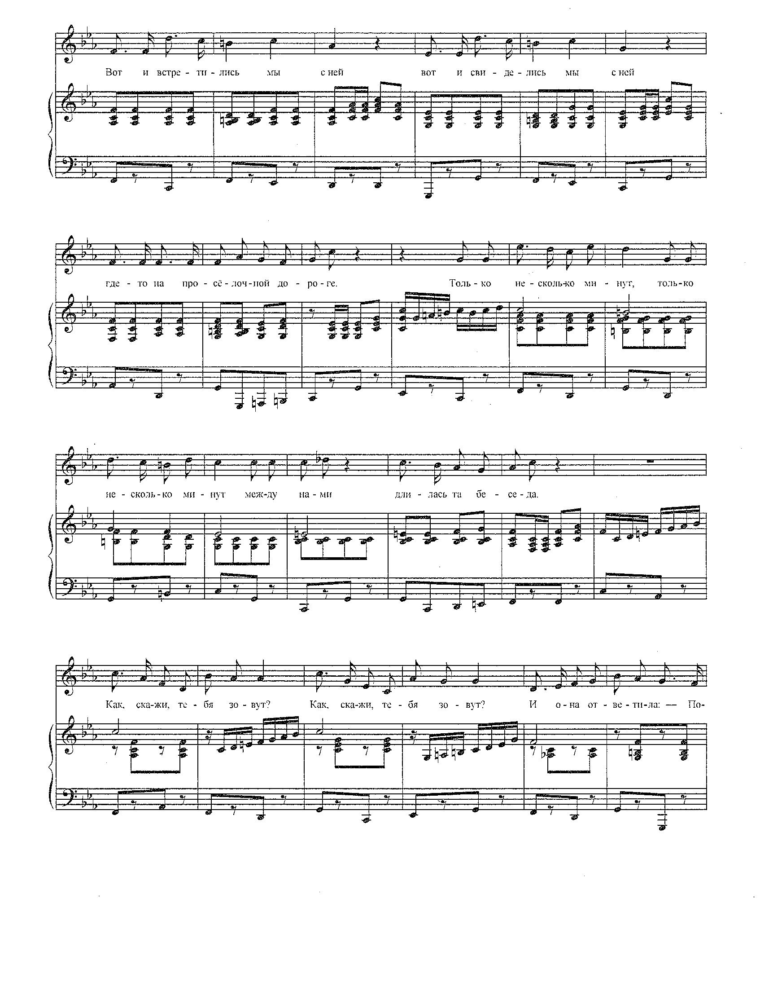 Вот и встре - ти - лись мы с ней вот и сви - де - лись мы с ней
где - то на про - сё - лоч - ной до - ро - ге. Толь - ко не - сколь - ко ми - нут, толь - ко
не - сколь - ко ми - нут меж - ду на - ми дли - лась та бе - се - да.
Как, ска - жи, те - бя зо - вут? Как, ска - жи, те - бя зо - вут? И о - на от - ве - ти - ла: — По-